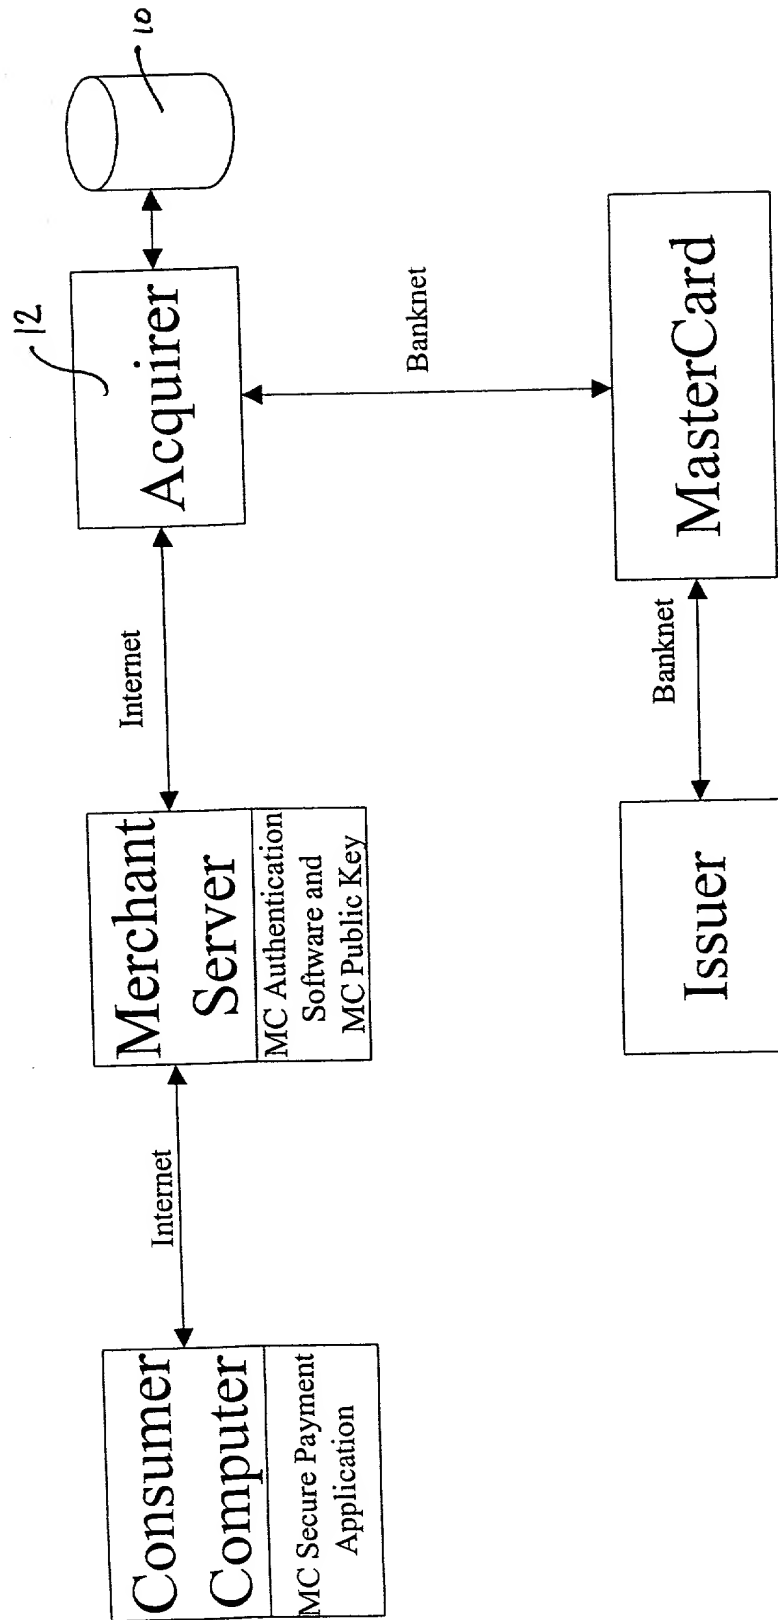 Consumer
Computer
MC Secure Payment
Application
Internet
Merchant
Server
MC Authentication
Software and
MC Public Key
Internet
12
Acquirer
10
Banknet
Issuer
Banknet
MasterCard